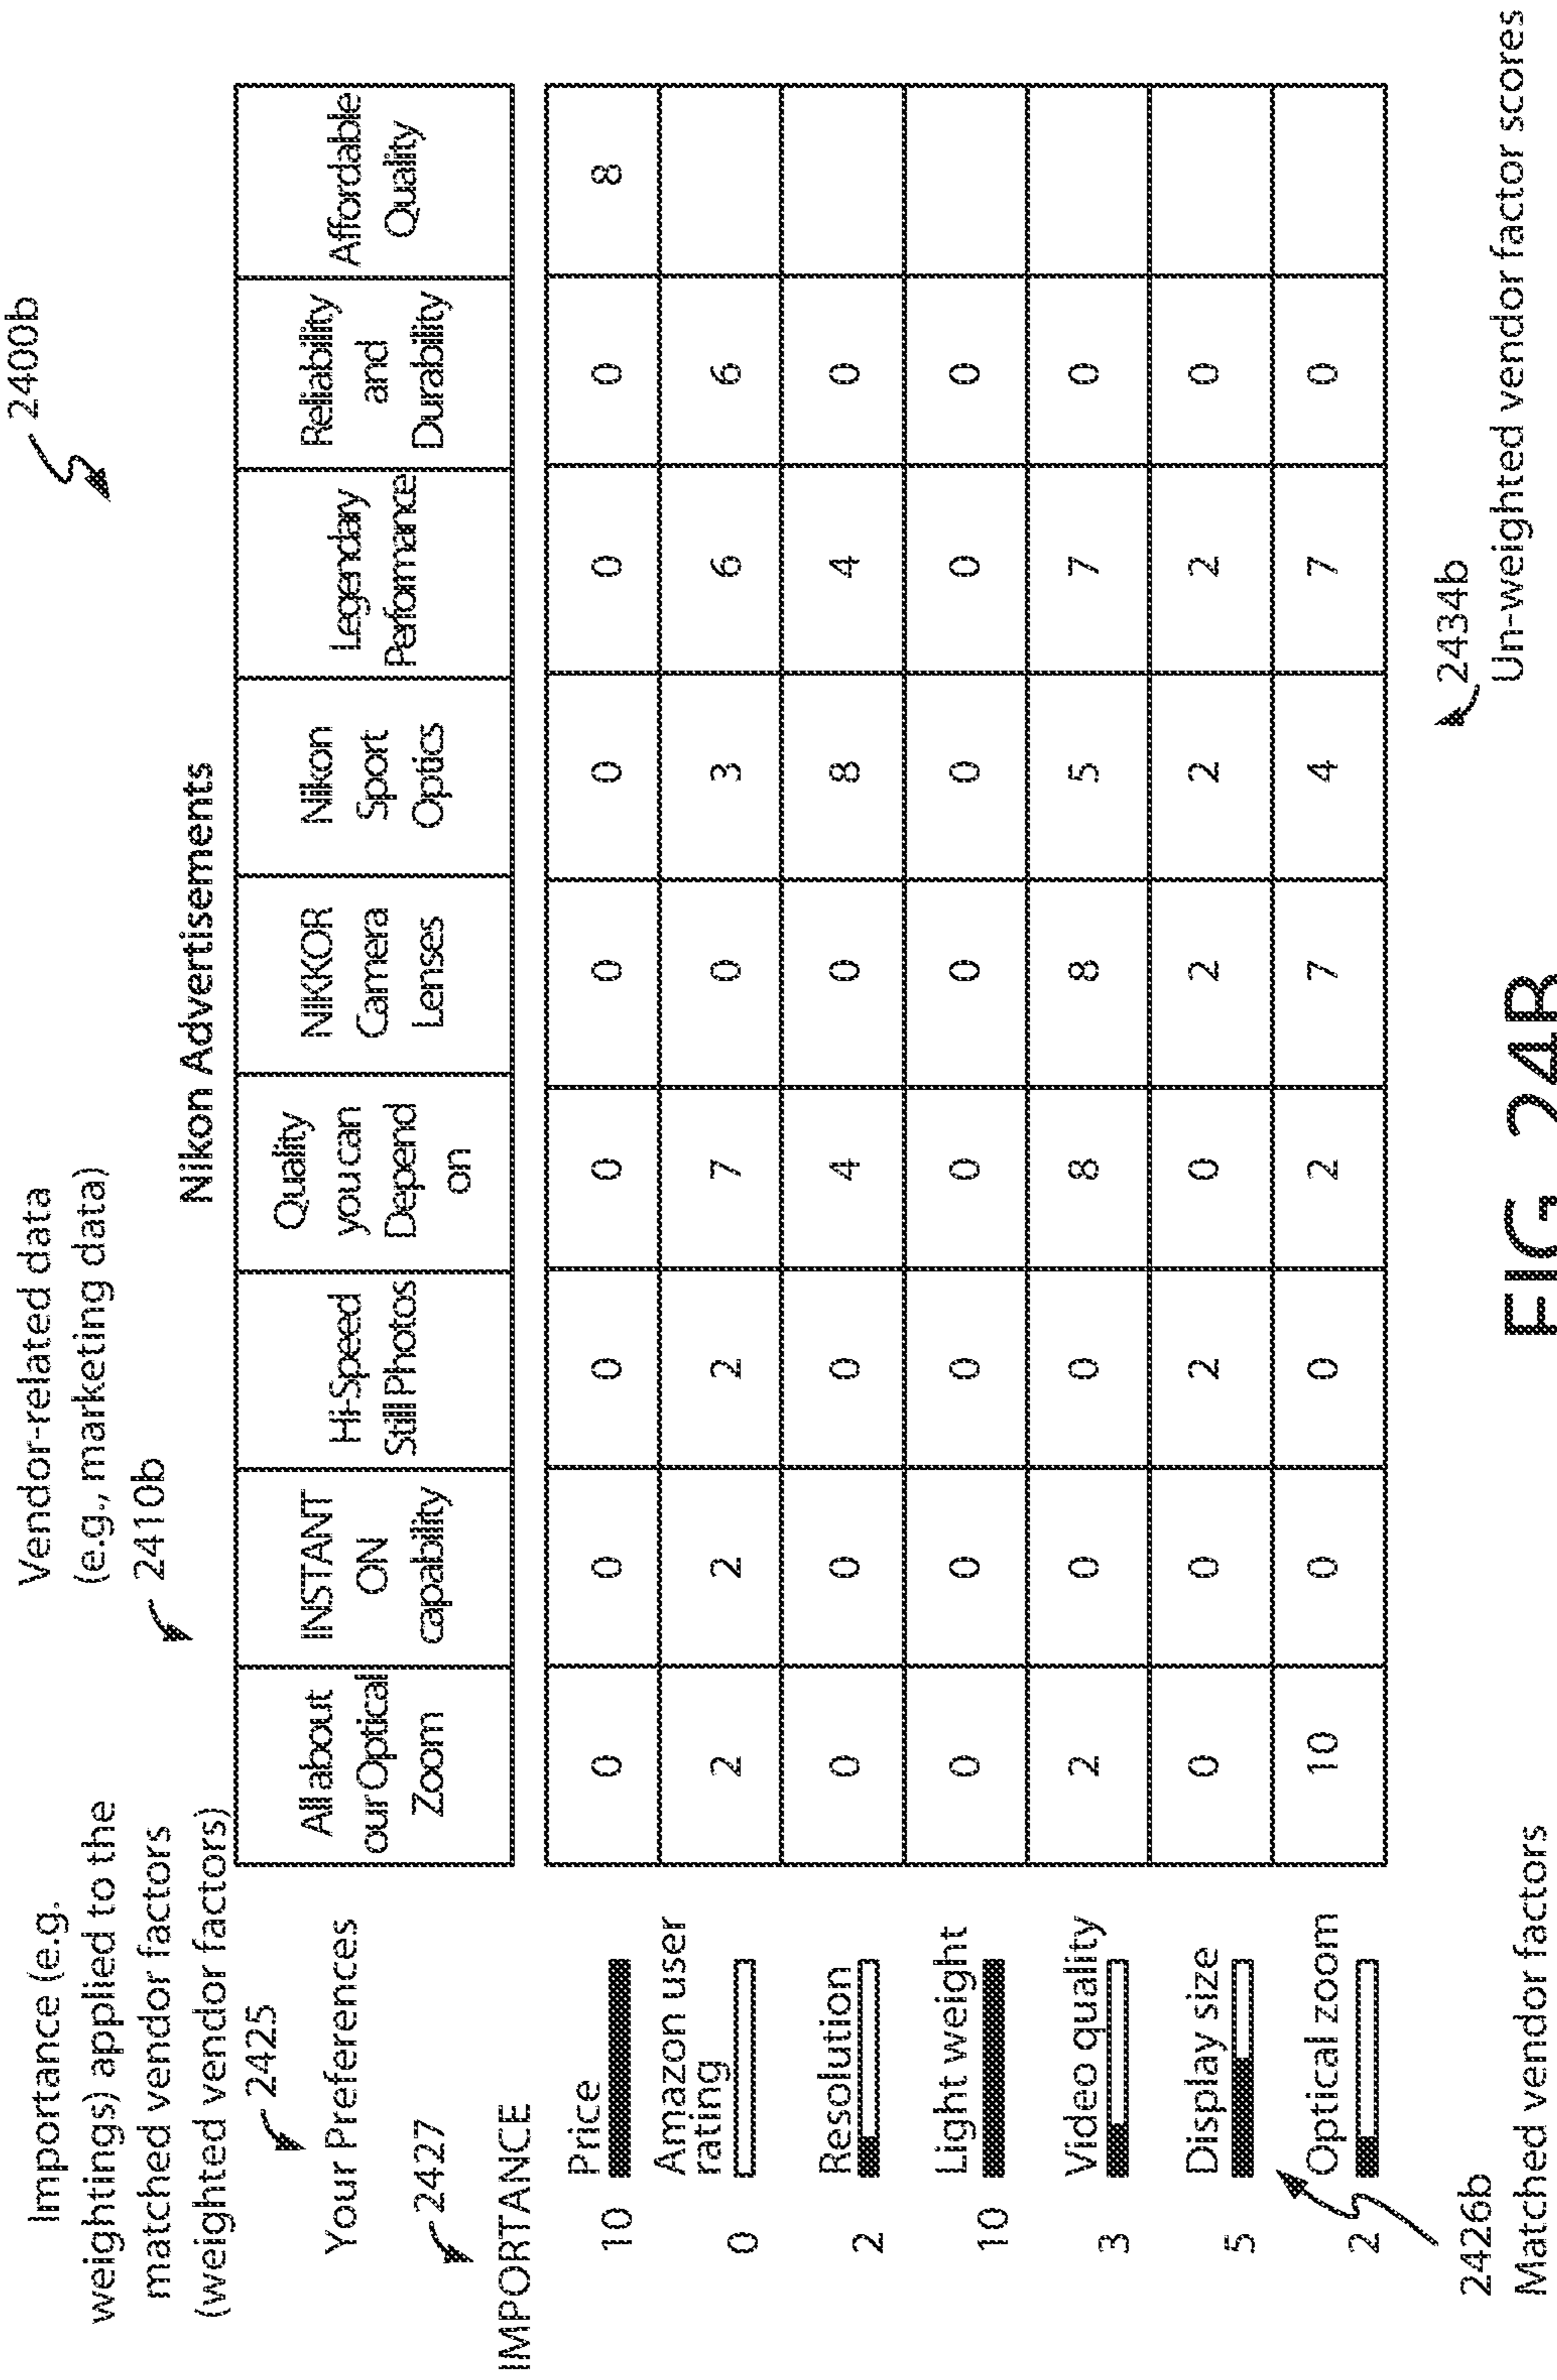 2400b
Vendor-related data
(e.g., marketing data)
2410b
Importance (e.g.
weightings) applied to the
matched vendor factors
(weighted vendor factors)
2425
Your Preferences
2427
IMPORTANCE
Nikon Advertisements
All about
our Optical
Zoom
INSTANT
ON
capability
Hi-Speed
Still Photos
Quality
you can
Depend
on
NIKKOR
Camera
Lenses
Nikon
Sport
Optics
Legendary
Performance
Reliability
and
Durability
Affordable
Quality
Price
10 0 0 0 0 0 0 0 0 8
Amazon user
rating
0 2 2 2 7 0 3 6 6
Resolution
2 0 0 0 4 0 8 4 0
Light weight
10 0 0 0 0 0 0 0 0
Video quality
3 2 0 0 8 8 5 7 0
Display size
5 0 0 2 0 2 2 2 0
Optical zoom
2 10 0 0 2 7 4 7 0
2426b
Matched vendor factors
2434b
Un-weighted vendor factor scores
FIG 24B